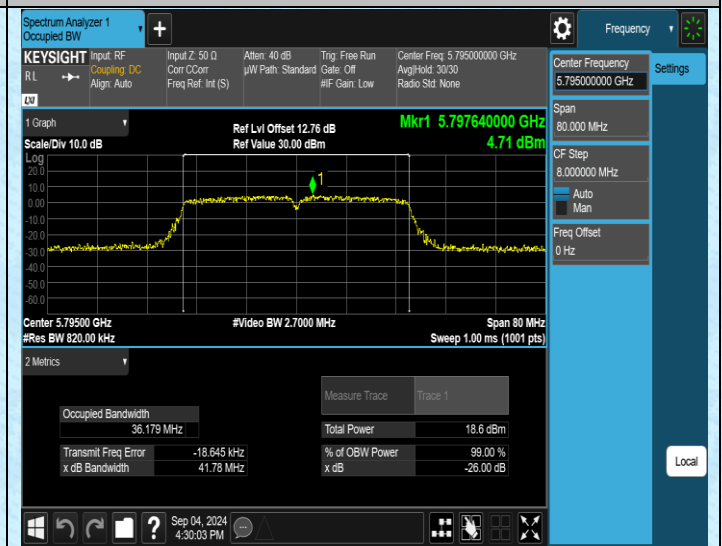 Spectrum Analyzer 1
Occupied BW
+
Frequency
KEYSIGHT
R L
LXI
Input: RF
Coupling: DC
Align: Auto
Input Z: 50 Ω
Corr CCorr
Freq Ref: Int (S)
Atten: 40 dB
µW Path: Standard
Trig: Free Run
Gate: Off
#IF Gain: Low
Center Freq: 5.795000000 GHz
Avg|Hold: 30/30
Radio Std: None
Center Frequency
5.795000000 GHz
Settings
Span
80.000 MHz
CF Step
8.000000 MHz
Auto
Man
Freq Offset
0 Hz
Local
1 Graph
Scale/Div 10.0 dB
Ref Lvl Offset 12.76 dB
Ref Value 30.00 dBm
Mkr1 5.797640000 GHz
4.71 dBm
Log
20.0
10.0
0.00
-10.0
-20.0
-30.0
-40.0
-50.0
-60.0
1
Center 5.79500 GHz
#Res BW 820.00 kHz
#Video BW 2.7000 MHz
Span 80 MHz
Sweep 1.00 ms (1001 pts)
2 Metrics
Measure Trace Trace 1
Occupied Bandwidth
36.179 MHz
Total Power 18.6 dBm
Transmit Freq Error -18.645 kHz
% of OBW Power 99.00 %
x dB Bandwidth 41.78 MHz
x dB -26.00 dB
?
Sep 04, 2024
4:30:03 PM